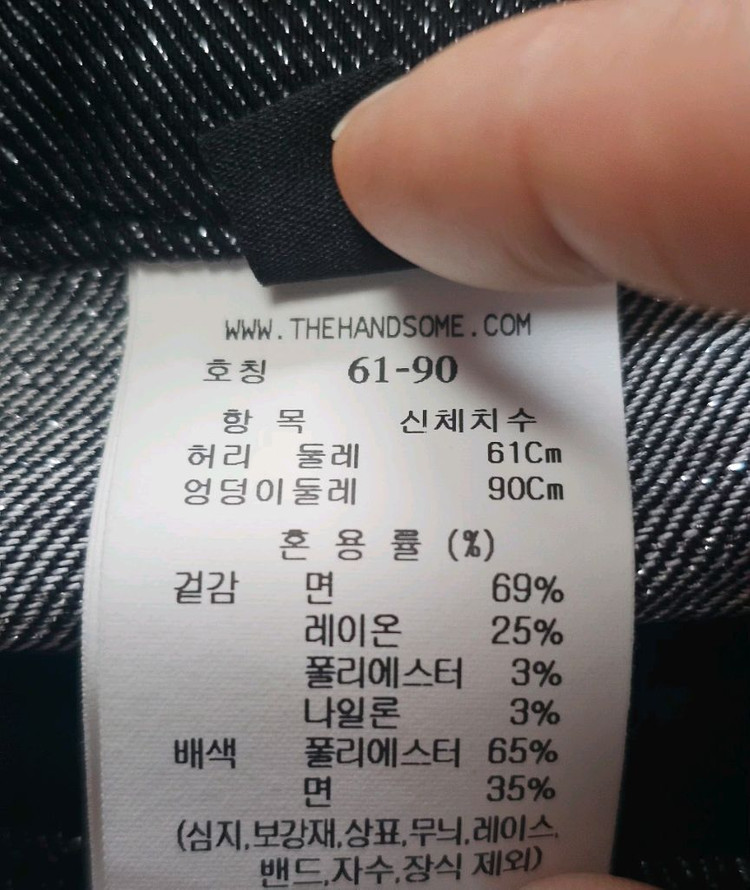 WWW.THEHANDSOME.COM
호칭 61-90
항 목 신체치수
허리 둘레 61Cm
엉덩이둘레 90Cm
혼 용 률 (%)
겉감 면 69%
레이온 25%
폴리에스터 3%
나일론 3%
배색 폴리에스터 65%
면 35%
(심지,보강재,상표,무늬,레이스,
밴드,자수,장식 제외)